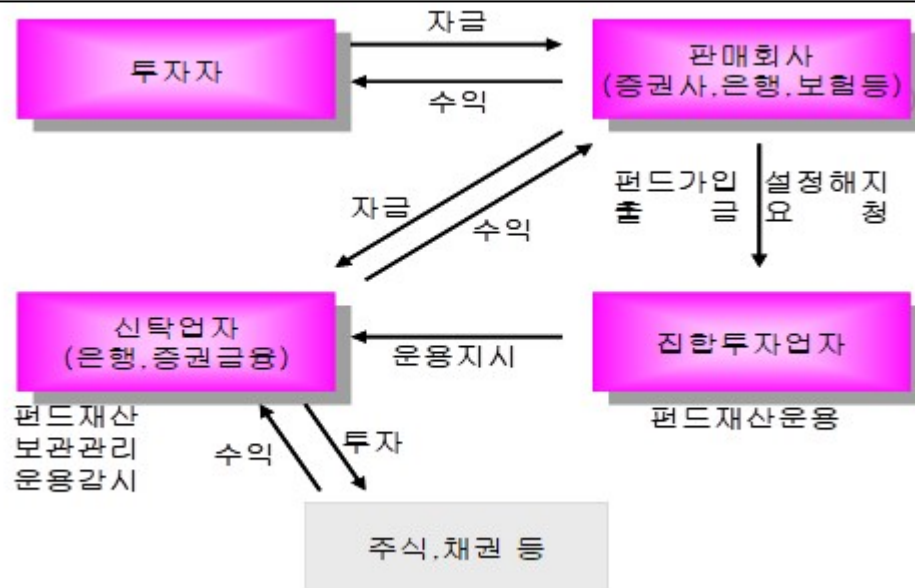 자금
투자자
판매회사
(증권사,은행,보험등)
수익
펀드가입 설정해지
출 금 요 청
자금
수익
신탁업자
(은행,증권금융)
운용지시
집합투자업자
펀드재산
보관관리
운용감시
펀드재산운용
수익
투자
주식,채권 등